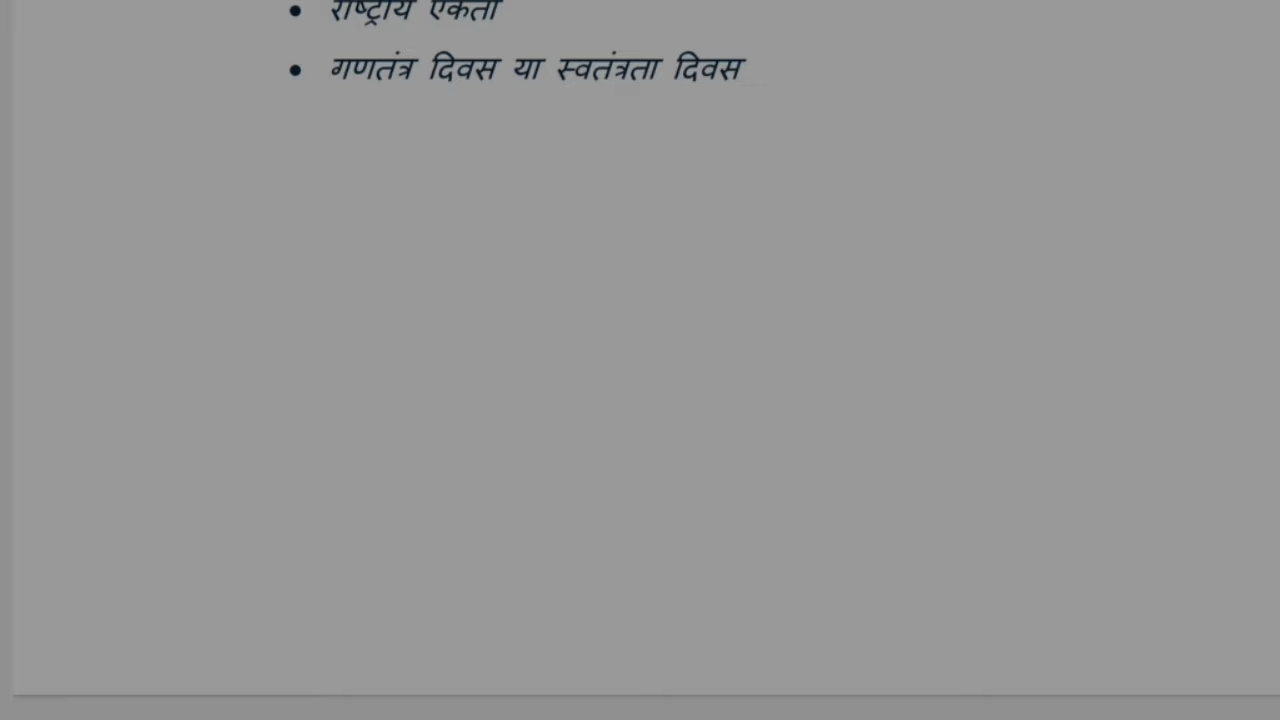 • राष्ट्रीय एकता
• गणतंत्र दिवस या स्वतंत्रता दिवस